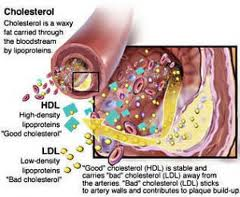 Cholesterol
Cholesterol is a waxy
fat carried through
the bloodstream
by lipoproteins.
HDL
High-density
lipoproteins
"Good cholesterol"
LDL
Low-density
lipoproteins
"Bad cholesterol"
"Good" cholesterol (HDL) is stable and
carries "bad" cholesterol (LDL) away from
the arteries. "Bad" cholesterol (LDL) sticks
to artery walls and contributes to plaque build-up